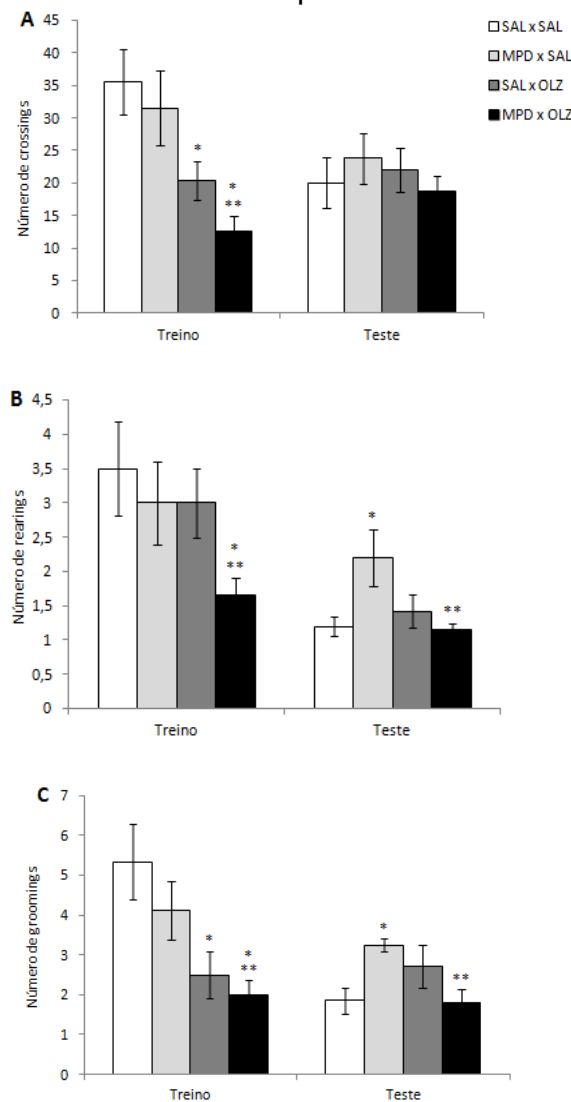 A
45
40
35
30
25
20
15
10
5
0
Número de crossings
*
*
**
Treino
Teste
SAL x SAL
MPD x SAL
SAL x OLZ
MPD x OLZ
B
4,5
4
3,5
3
2,5
2
1,5
1
0,5
0
Número de rearings
*
**
*
**
Treino
Teste
C
7
6
5
4
3
2
1
0
Número de groomings
*
*
**
*
**
Treino
Teste